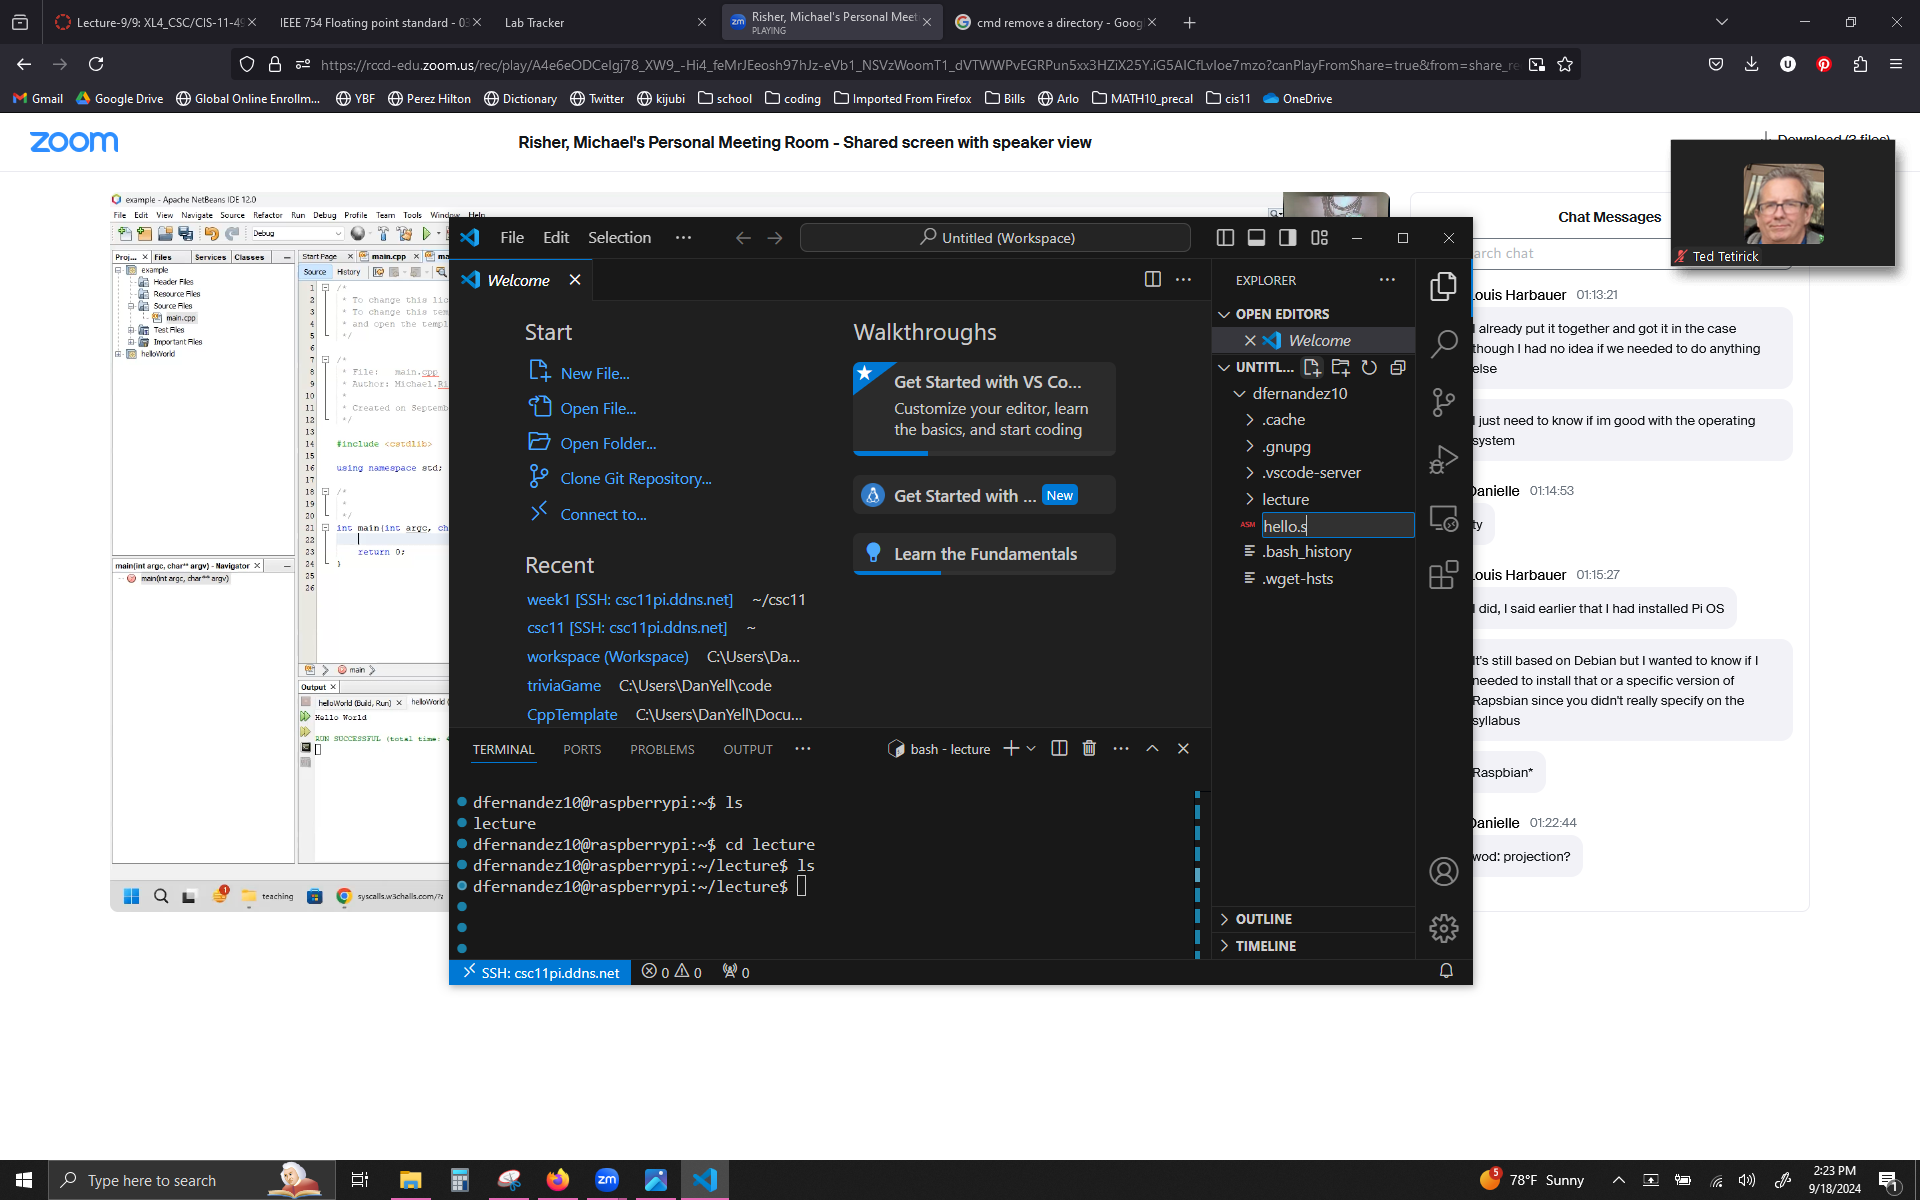 Lecture-9/9: XL4_CSC/CIS-11-49
IEEE 754 Floating point standard - 03
Lab Tracker
Risher, Michael's Personal Meet
PLAYING
cmd remove a directory - Goog
https://rccd-edu.zoom.us/rec/play/A4e6eODCeIgj78_XW9_-Hi4_feMrJEeosh97hJz-eVb1_NSVzWoomT1_dVTWWPvEGRPun5xx3HZiX25Y.iG5AICfLvIoe7mzo?canPlayFromShare=true&from=share_re
Gmail
Google Drive
Global Online Enrollm...
YBF
Perez Hilton
Dictionary
Twitter
kijubi
school
coding
Imported From Firefox
Bills
Arlo
MATH10_precal
cis11
OneDrive
zoom
Risher, Michael's Personal Meeting Room - Shared screen with speaker view
Ted Tetirick
example - Apache NetBeans IDE 12.0
File Edit View Navigate Source Refactor Run Debug Profile Team Tools Window Help
Debug
Proj... Files Services Classes
example
Header Files
Resource Files
Source Files
main.cpp
Test Files
Important Files
helloWorld
Start Page main.cpp
Source History
1 /*
2 * To change this lic
3 * To change this tem
4 * and open the templ
5 */
6
7 /*
8 * File: main.cpp
9 * Author: Michael.Ri
10 *
11 * Created on Septemb
12 */
13
14 #include <cstdlib>
15
16 using namespace std;
17
18 /*
19 *
20 */
21 int main(int argc, ch
22
23 return 0;
24 }
25
26
main(int argc, char** argv) - Navigator
main(int argc, char** argv)
main
Output
helloWorld (Build, Run)
helloWorl
Hello World
RUN SUCCESSFUL (total time:
teaching
syscalls.w3challs.com/?
File Edit Selection ...
Untitled (Workspace)
Welcome
Start
New File...
Open File...
Open Folder...
Clone Git Repository...
Connect to...
Recent
week1 [SSH: csc11pi.ddns.net] ~/csc11
csc11 [SSH: csc11pi.ddns.net] ~
workspace (Workspace) C:\Users\Da...
triviaGame C:\Users\DanYell\code
CppTemplate C:\Users\DanYell\Docu...
Walkthroughs
Get Started with VS Co...
Customize your editor, learn
the basics, and start coding
Get Started with ... New
Learn the Fundamentals
EXPLORER
OPEN EDITORS
Welcome
UNTITL...
dfernandez10
.cache
.gnupg
.vscode-server
lecture
ASM hello.s
.bash_history
.wget-hsts
OUTLINE
TIMELINE
TERMINAL PORTS PROBLEMS OUTPUT ...
bash - lecture
dfernandez10@raspberrypi:~$ ls
lecture
dfernandez10@raspberrypi:~$ cd lecture
dfernandez10@raspberrypi:~/lecture$ ls
dfernandez10@raspberrypi:~/lecture$
SSH: csc11pi.ddns.net
0 0
0
Chat Messages
arch chat
Louis Harbauer 01:13:21
I already put it together and got it in the case
though I had no idea if we needed to do anything
else
I just need to know if im good with the operating
system
Danielle 01:14:53
ty
Louis Harbauer 01:15:27
I did, I said earlier that I had installed Pi OS
It's still based on Debian but I wanted to know if I
needed to install that or a specific version of
Rapsbian since you didn't really specify on the
syllabus
Raspbian*
Danielle 01:22:44
wod: projection?
Type here to search
zm
5
78°F Sunny
2:23 PM
9/18/2024
1